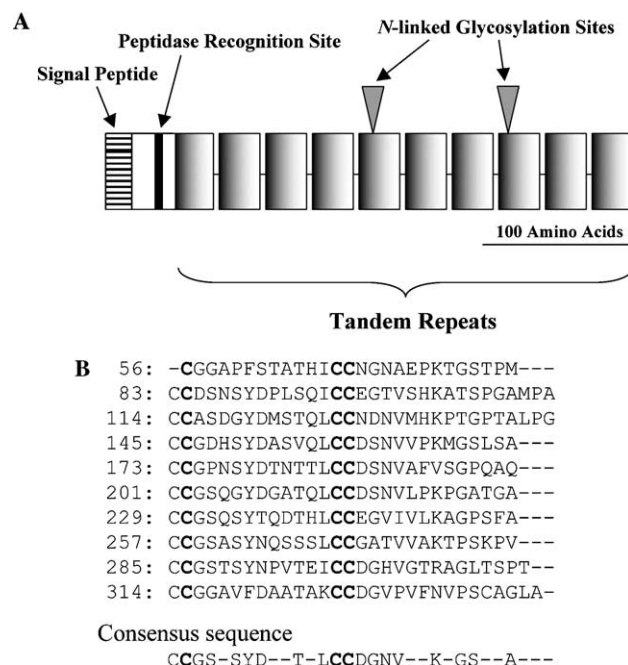 A
N-linked Glycosylation Sites
Peptidase Recognition Site
Signal Peptide
100 Amino Acids
Tandem Repeats
B
56: -CGGAPFSTATHICCNGNAEPKTGSTPM---
83: CCDSNSYDPLSQICCEGTVSHKATSPGAMPA
114: CCASDGYDMSTQLCCNDNVMHKPTGPTALPG
145: CCGDHSYDASVQLCCDSNVVPKMGSLSA---
173: CCGPNSYDTNTTLCCDSNVAFVSGPQAQ---
201: CCGSQGYDGATQLCCDSNVLPKPGATGA---
229: CCGSQSYTQDTHLCCEGVIVLKAGPSFA---
257: CCGSASYNQSSSLCCGATVVAKTPSKPV---
285: CCGSTSYNPVTEICCDGHVGTRAGLTSPT--
314: CCGGAVFDAATAKCCDGVPVFNVPSCAGLA-
Consensus sequence
CCGS-SYD--T-LCCDGNV--K-GS--A---